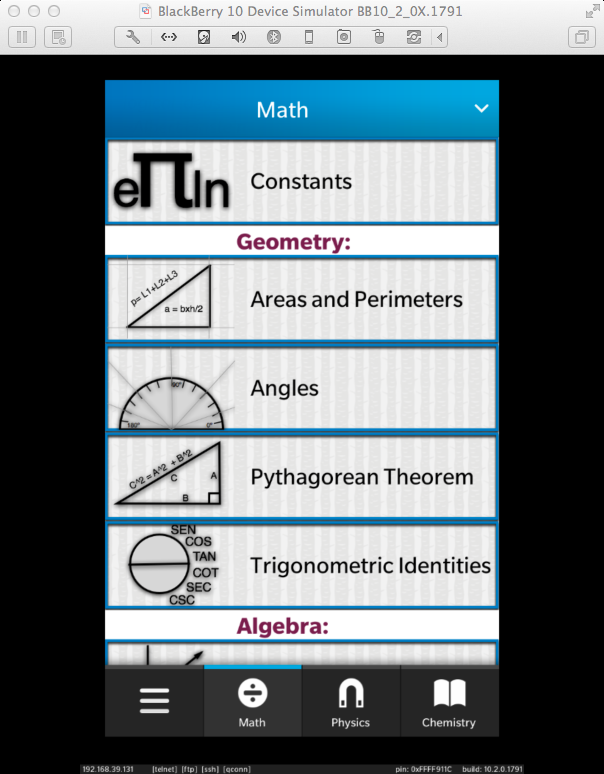 BlackBerry 10 Device Simulator BB10_2_0X.1791
Math
eπln
Constants
Geometry:
p= L1+L2+L3
a = bxh/2
Areas and Perimeters
90°
180°
0°
Angles
C^2 = A^2 + B^2
C
A
B
Pythagorean Theorem
SEN
COS
TAN
COT
SEC
CSC
Trigonometric Identities
Algebra:
Math
Physics
Chemistry
192.168.39.131 [telnet] [ftp] [ssh] [qconn] pin: 0xFFFF911C build: 10.2.0.1791